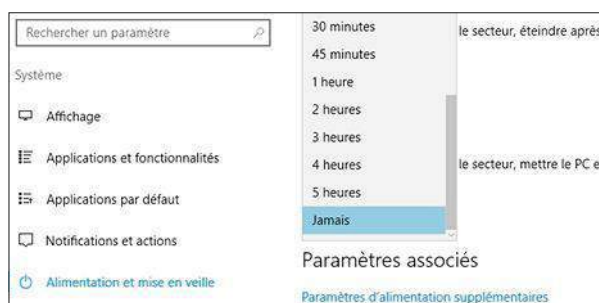 Rechercher un paramètre
Système
Affichage
Applications et fonctionnalités
Applications par défaut
Notifications et actions
Alimentation et mise en veille
30 minutes
45 minutes
1 heure
2 heures
3 heures
4 heures
5 heures
Jamais
le secteur, éteindre après
le secteur, mettre le PC e
Paramètres associés
Paramètres d'alimentation supplémentaires